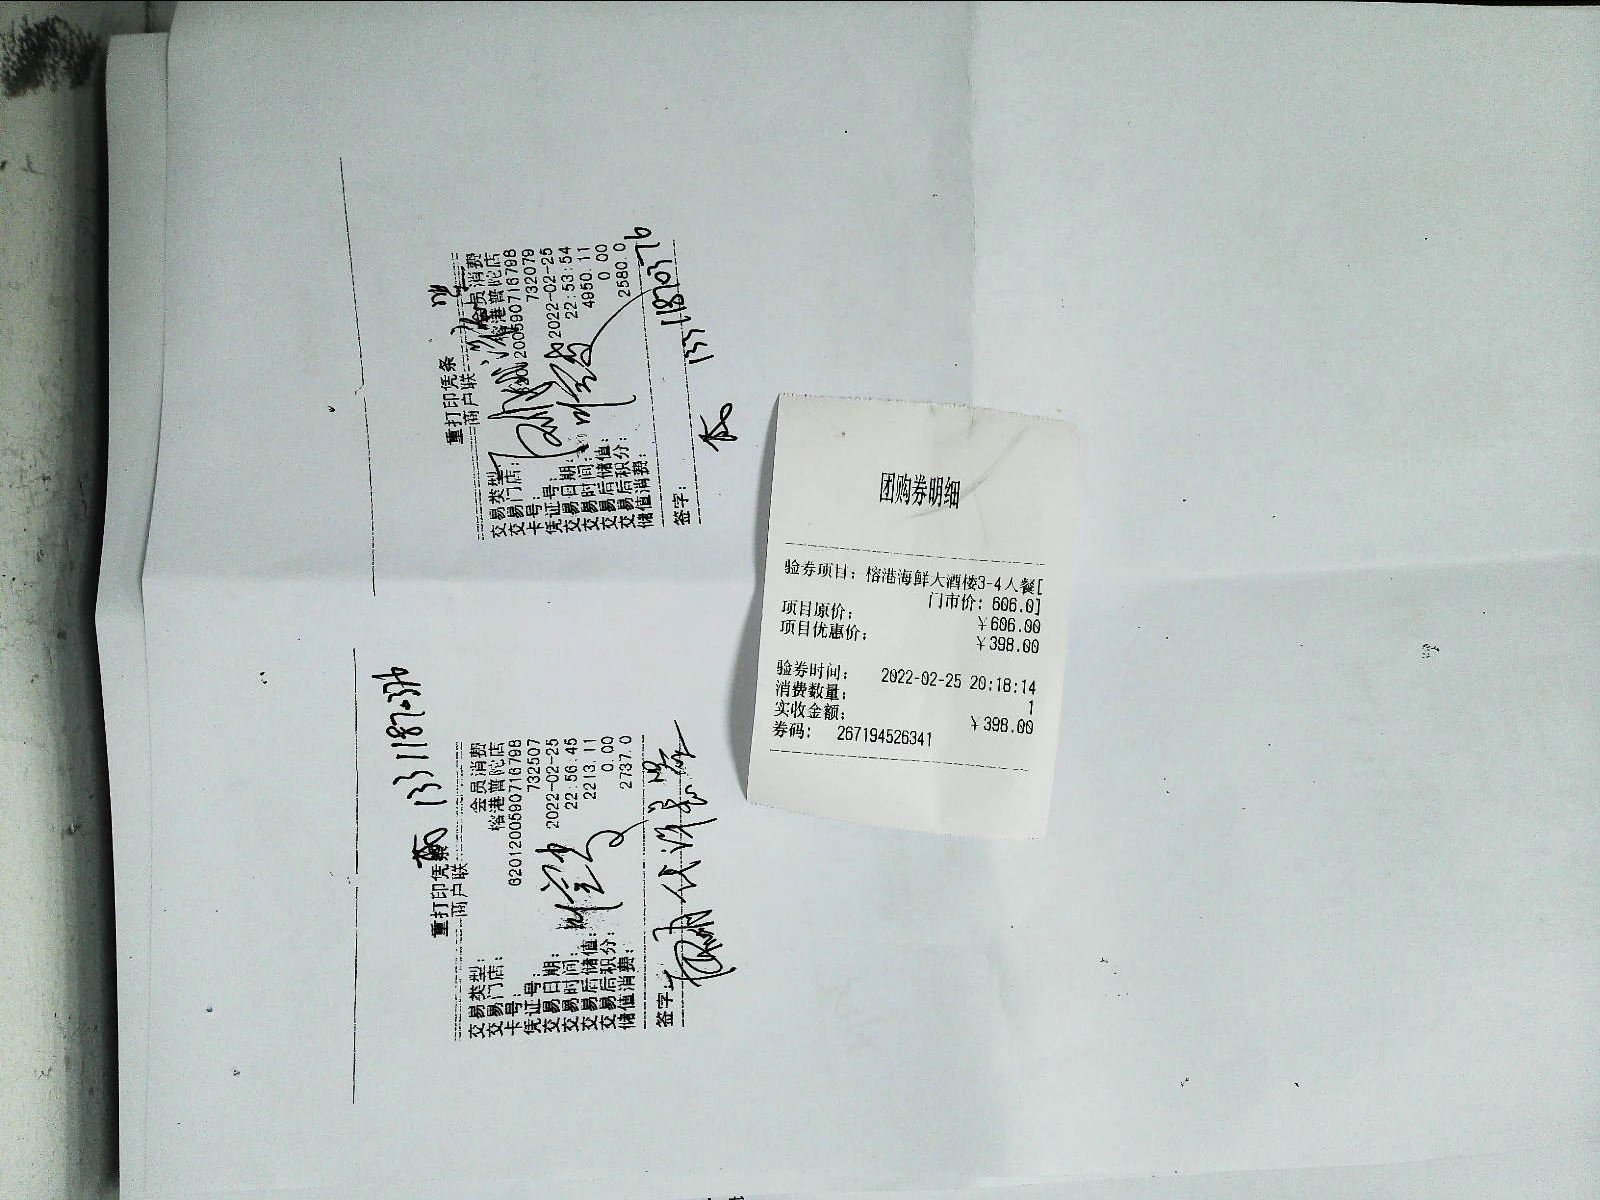 重打印凭条
商户联
交易类型: 会员消费
交易门店: 榕港普陀店
卡号: 6201200590716798
凭证号: 732079
交易日期: 2022-02-25
交易时间: 22:53:54
交易后储值: 4950.11
交易后积分: 0.00
储值消费: 2580.0
签字:
133 11870376
133 11870376
重打印凭条
商户联
交易类型: 会员消费
交易门店: 榕港普陀店
卡号: 6201200590716798
凭证号: 732507
交易日期: 2022-02-25
交易时间: 22:56:45
交易后储值: 2213.11
交易后积分: 0.00
储值消费: 2737.0
签字:
团购券明细
验券项目: 榕港海鲜大酒楼3-4人餐[
门市价: 606.0]
项目原价: ¥606.00
项目优惠价: ¥398.00
验券时间: 2022-02-25 20:18:14
消费数量: 1
实收金额: ¥398.00
券码: 267194526341